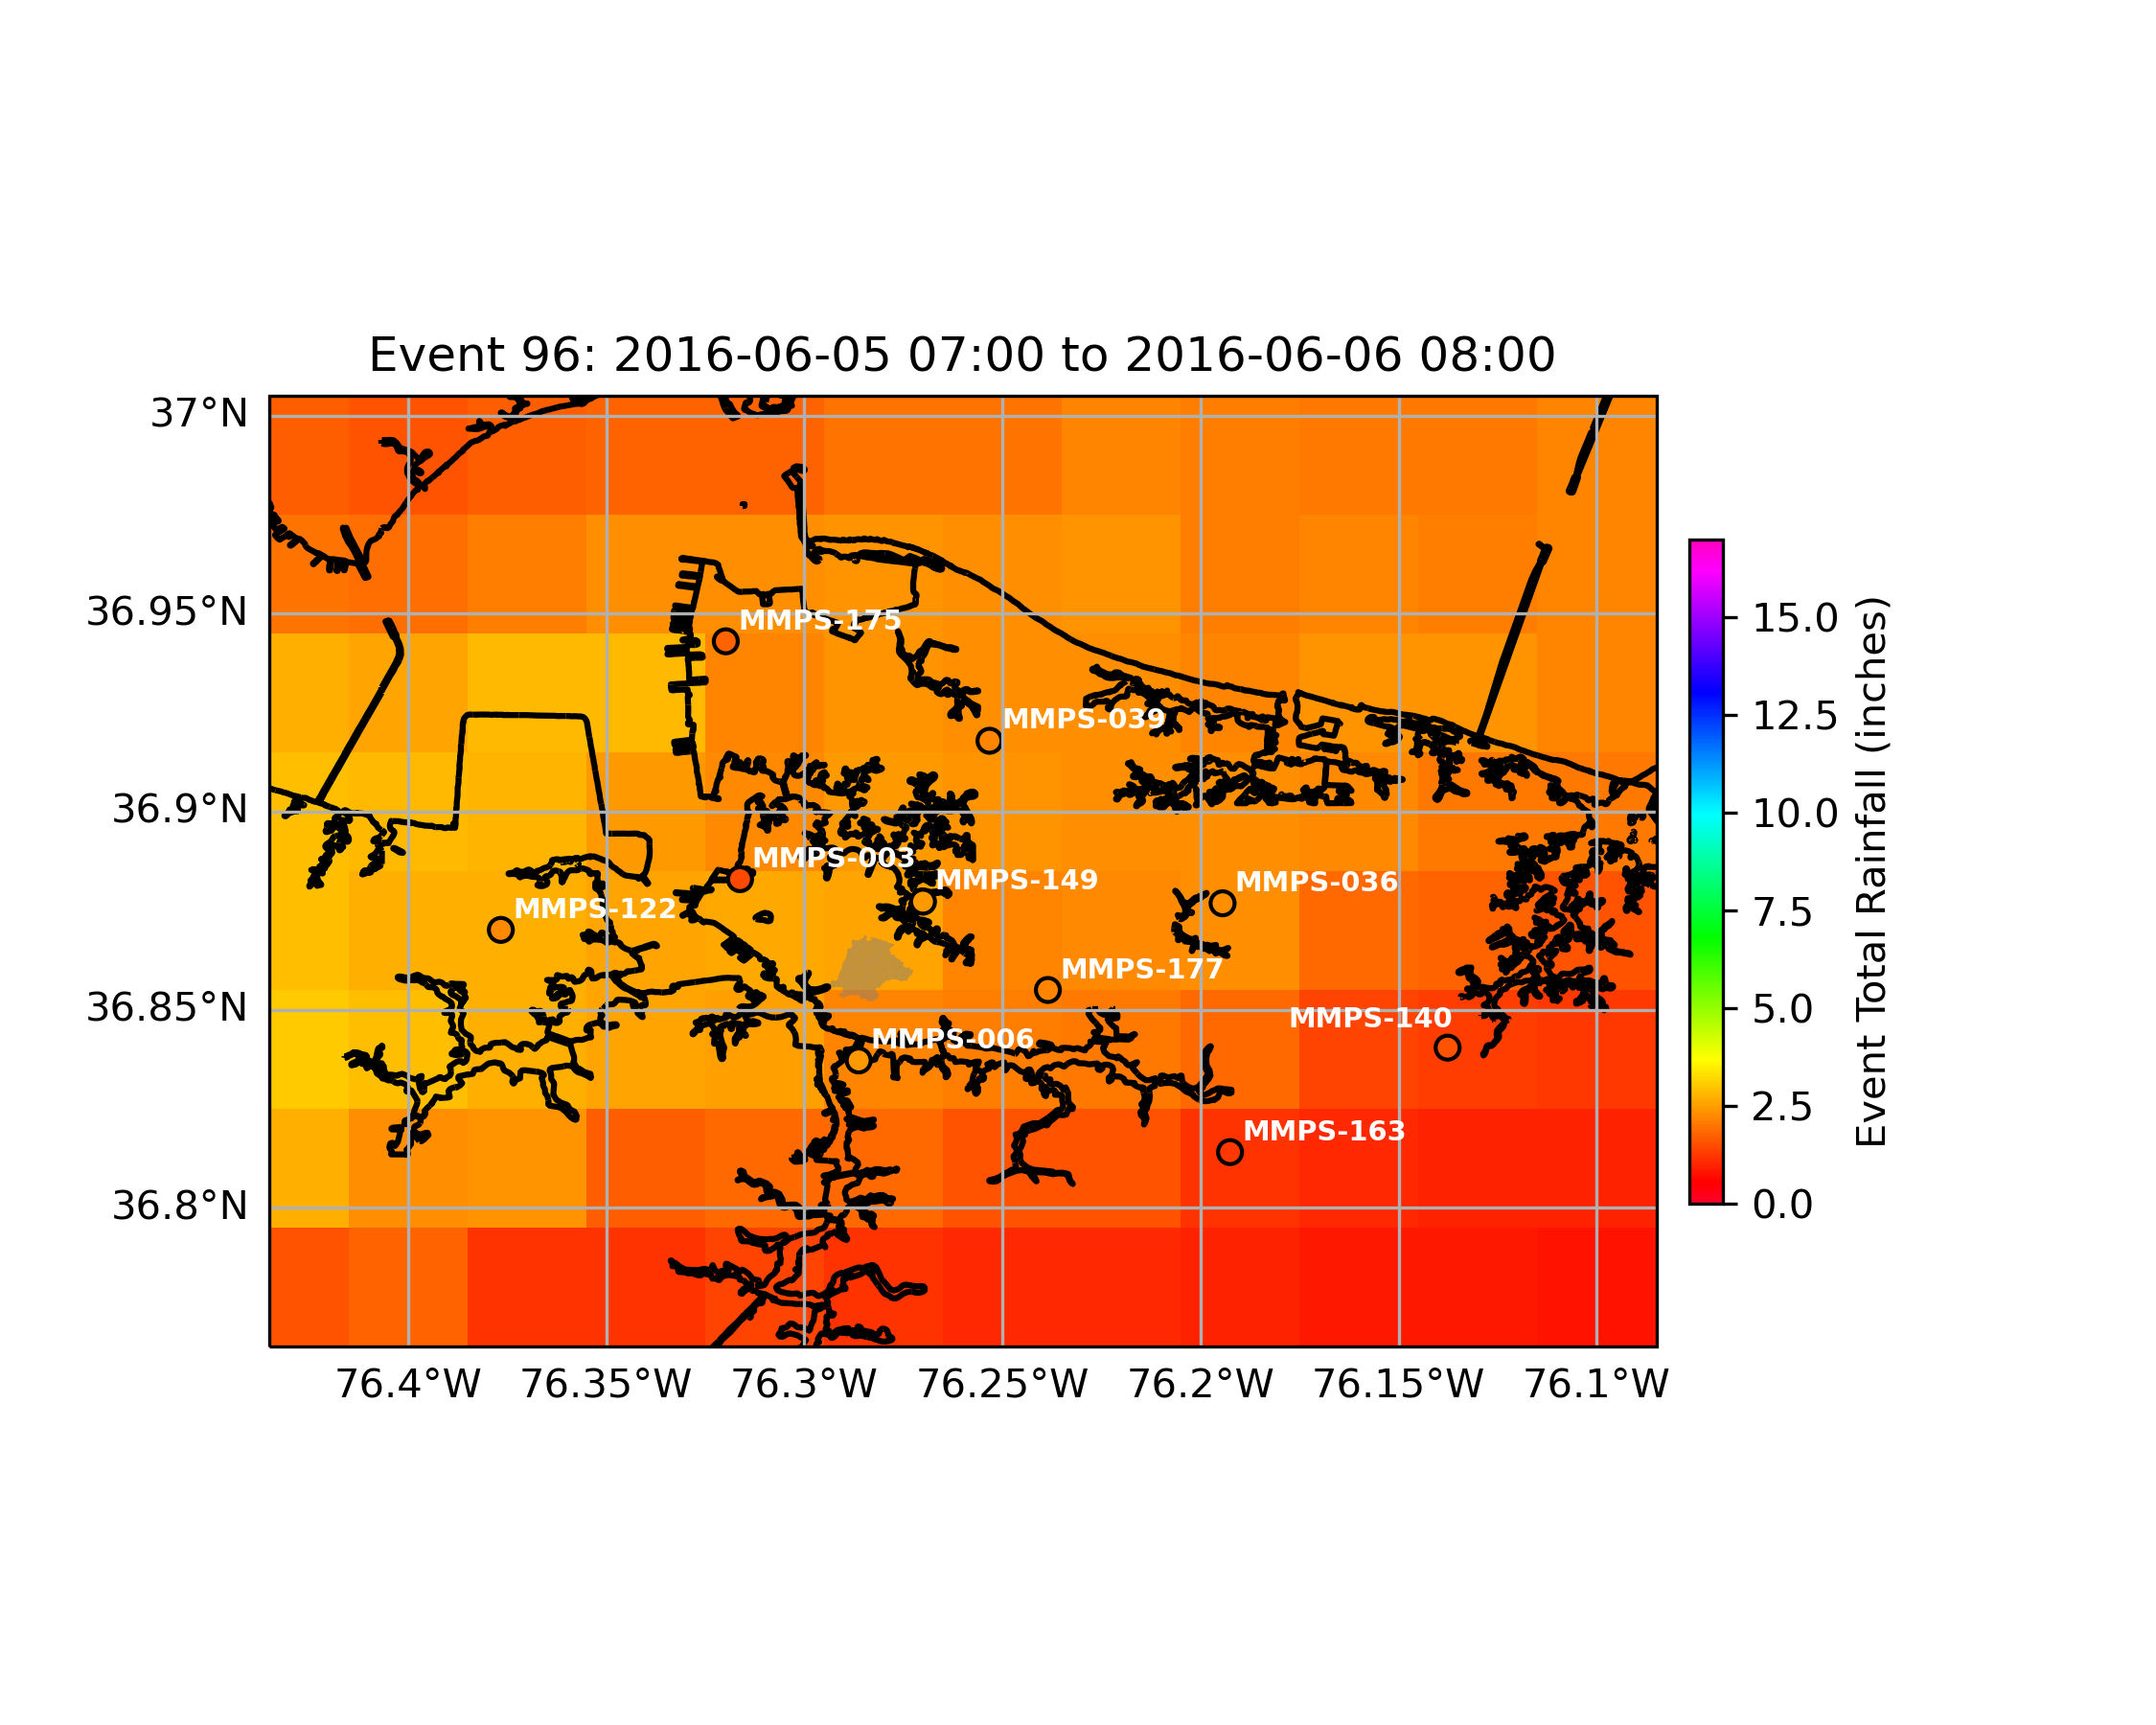 Event 96: 2016-06-05 07:00 to 2016-06-06 08:00
37°N
36.95°N
36.9°N
36.85°N
36.8°N
76.4°W 76.35°W 76.3°W 76.25°W 76.2°W 76.15°W 76.1°W
MMPS-175
MMPS-039
MMPS-003
MMPS-149
MMPS-036
MMPS-122
MMPS-177
MMPS-140
MMPS-006
MMPS-163
15.0
12.5
10.0
7.5
5.0
2.5
0.0
Event Total Rainfall (inches)